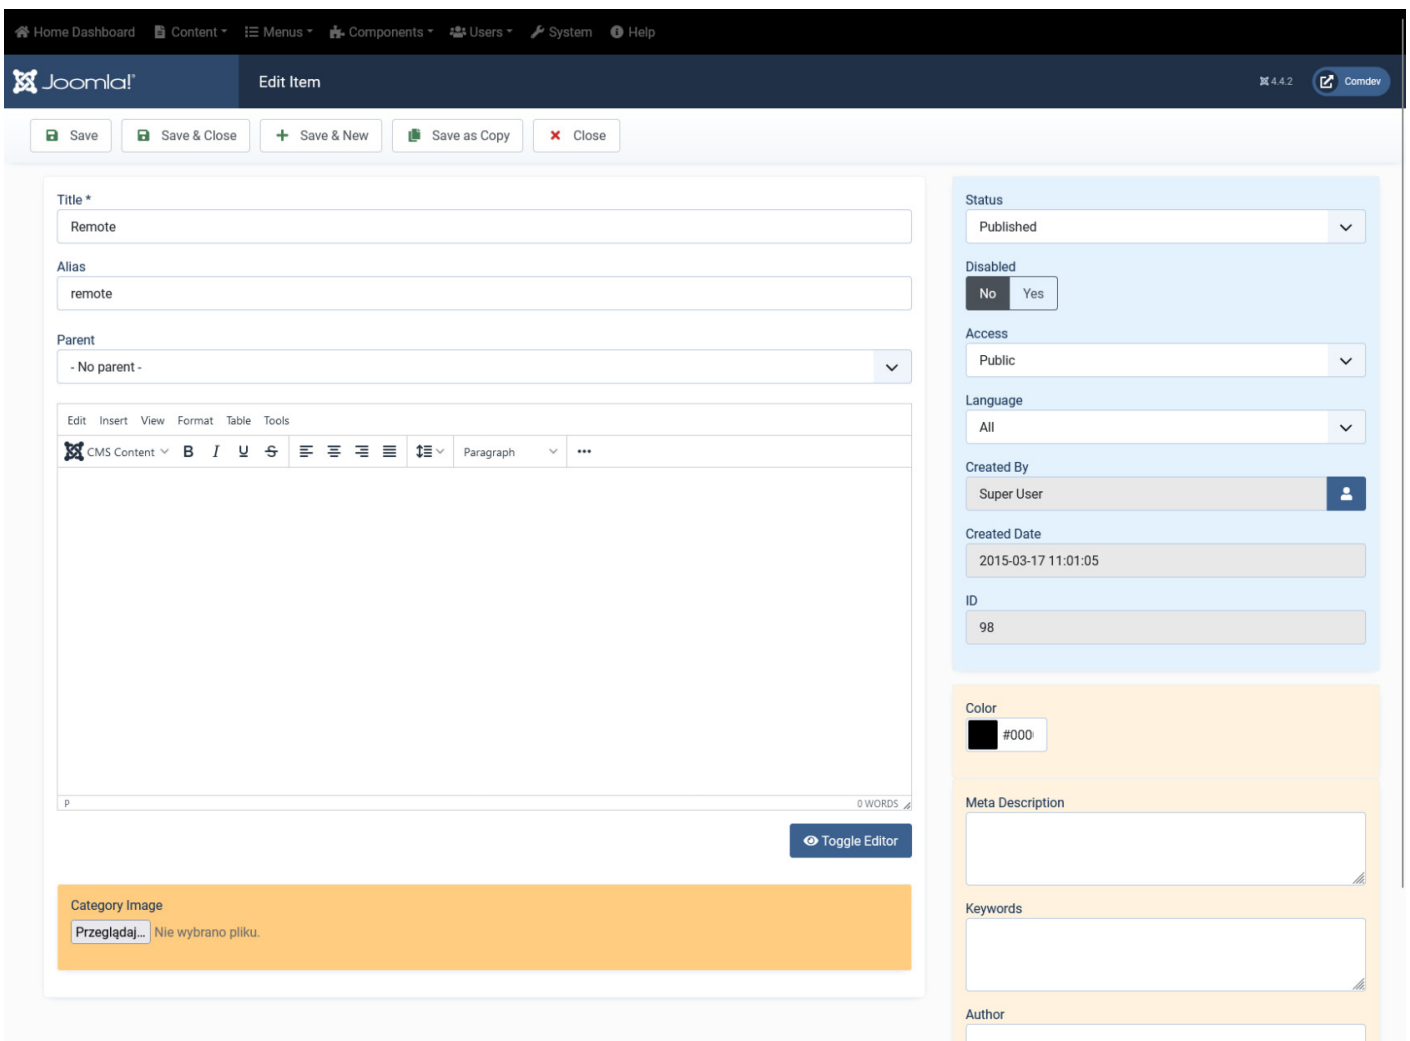 Home Dashboard Content Menus Components Users System Help
Joomla!® Edit Item 4.4.2 Comdev
Save Save & Close Save & New Save as Copy Close
Title *
Remote
Alias
remote
Parent
- No parent -
Edit Insert View Format Table Tools
CMS Content B I U S Paragraph
P 0 WORDS
Toggle Editor
Category Image
Przeglądaj... Nie wybrano pliku.
Status
Published
Disabled
No Yes
Access
Public
Language
All
Created By
Super User
Created Date
2015-03-17 11:01:05
ID
98
Color
#000
Meta Description
Keywords
Author